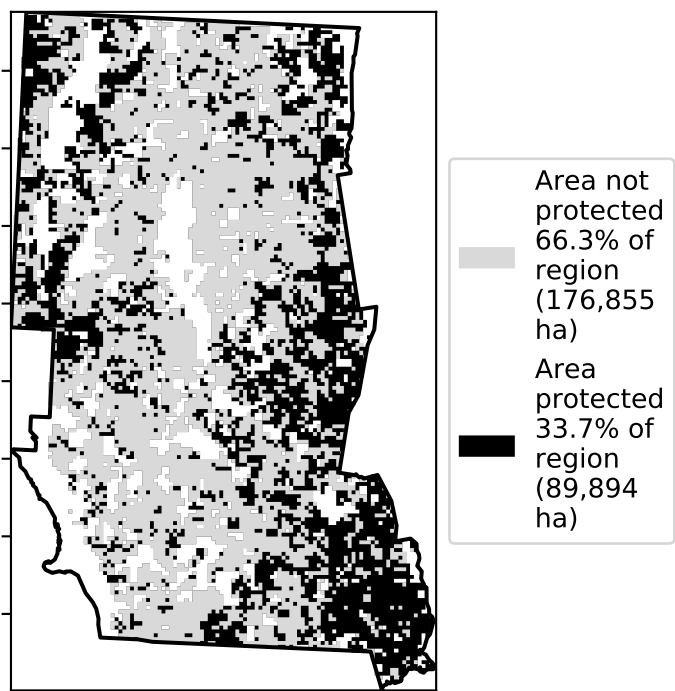 Area not
protected
66.3% of
region
(176,855
ha)
Area
protected
33.7% of
region
(89,894
ha)